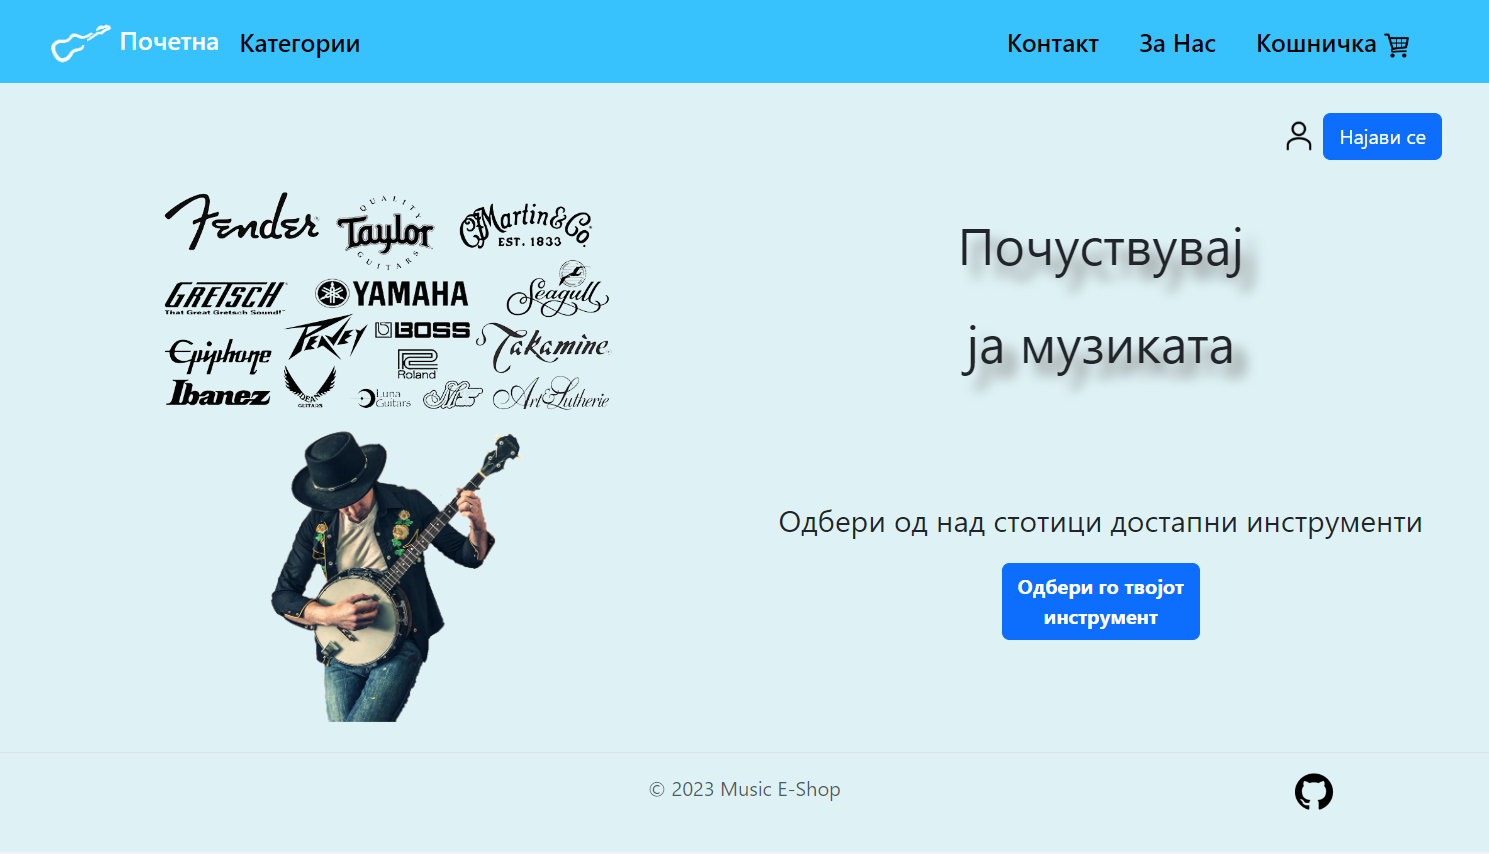 Почетна
Категории
Контакт
За Нас
Кошничка
Најави се
Fender
QUALITY
Taylor
GUITARS
CF Martin & Co.
EST. 1833
GRETSCH
That Great Gretsch Sound!
YAMAHA
Seagull
PEAVEY
BOSS
Roland
Takamine
Epiphone
Ibanez
DEAN
GUITARS
Luna
Guitars
Art & Lutherie
Почуствувај
ја музиката
Одбери од над стотици достапни инструменти
Одбери го твојот
инструмент
© 2023 Music E-Shop